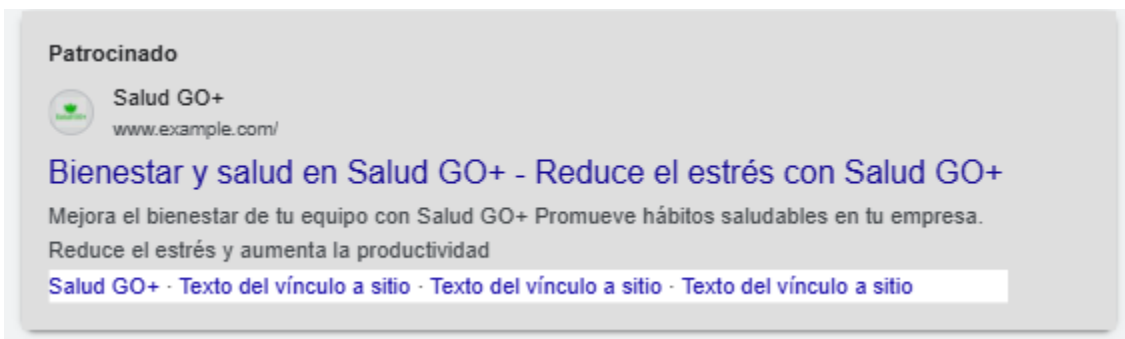 Patrocinado
Salud GO+
www.example.com/
Bienestar y salud en Salud GO+ - Reduce el estrés con Salud GO+
Mejora el bienestar de tu equipo con Salud GO+ Promueve hábitos saludables en tu empresa.
Reduce el estrés y aumenta la productividad
Salud GO+ · Texto del vínculo a sitio · Texto del vínculo a sitio · Texto del vínculo a sitio